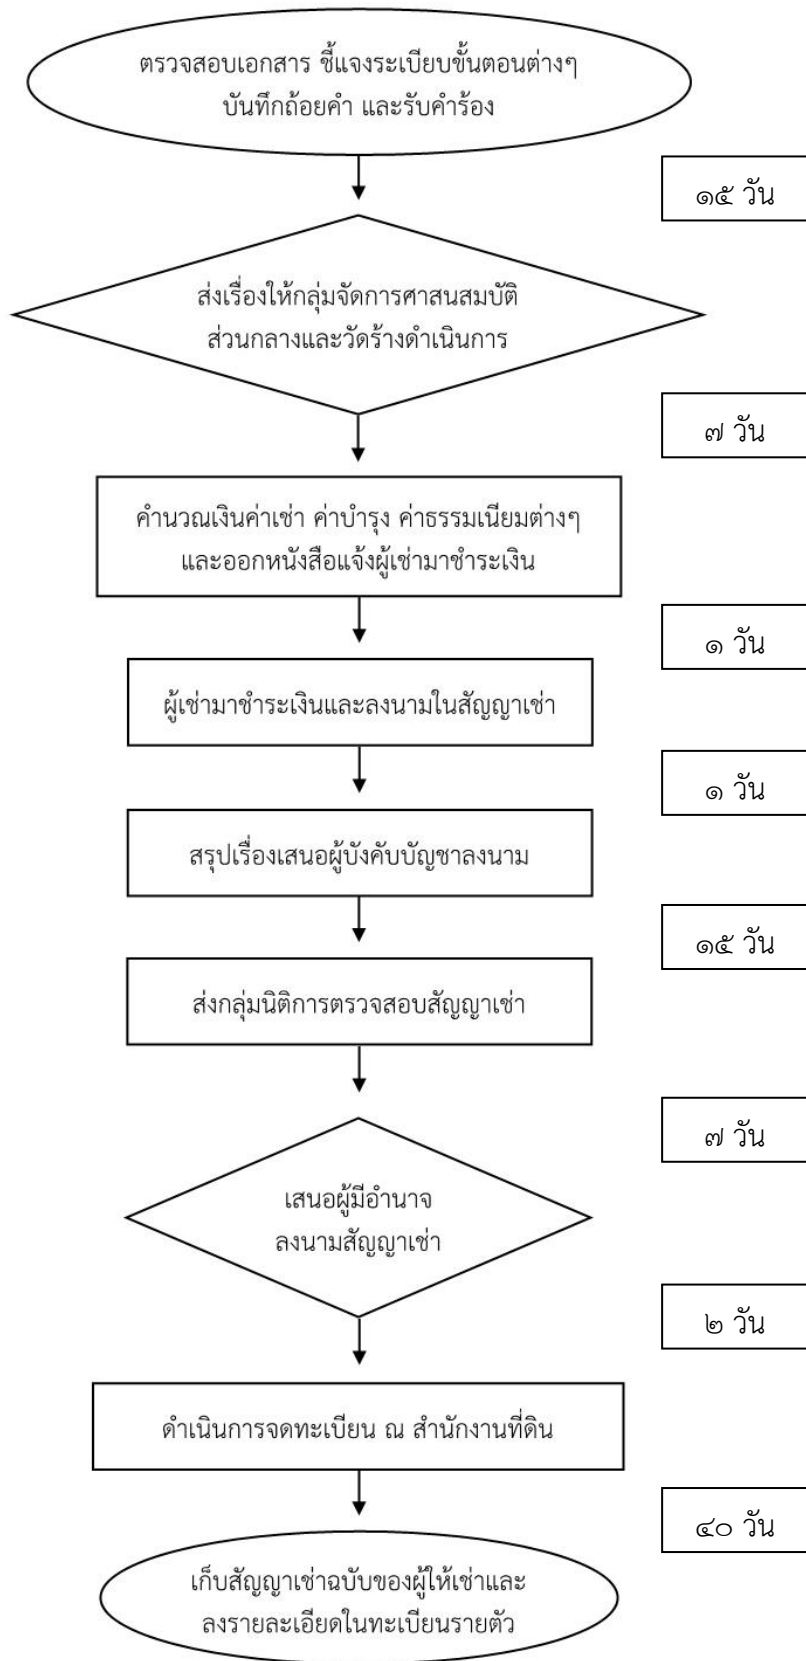 ตรวจสอบเอกสาร ชี้แจงระเบียบขั้นตอนต่างๆ
บันทึกถ้อยคำ และรับคำร้อง
๑๕ วัน
ส่งเรื่องให้กลุ่มจัดการศาสนสมบัติ
ส่วนกลางและวัดร้างดำเนินการ
๗ วัน
คำนวณเงินค่าเช่า ค่าบำรุง ค่าธรรมเนียมต่างๆ
และออกหนังสือแจ้งผู้เช่ามาชำระเงิน
๑ วัน
ผู้เช่ามาชำระเงินและลงนามในสัญญาเช่า
๑ วัน
สรุปเรื่องเสนอผู้บังคับบัญชาลงนาม
๑๕ วัน
ส่งกลุ่มนิติการตรวจสอบสัญญาเช่า
๗ วัน
เสนอผู้มีอำนาจ
ลงนามสัญญาเช่า
๒ วัน
ดำเนินการจดทะเบียน ณ สำนักงานที่ดิน
๔๐ วัน
เก็บสัญญาเช่าฉบับของผู้ให้เช่าและ
ลงรายละเอียดในทะเบียนรายตัว